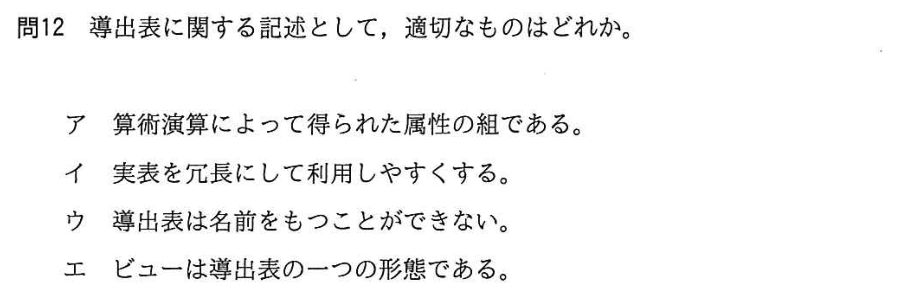 問12　導出表に関する記述として，適切なものはどれか。
ア　算術演算によって得られた属性の組である。
イ　実表を冗長にして利用しやすくする。
ウ　導出表は名前をもつことができない。
エ　ビューは導出表の一つの形態である。